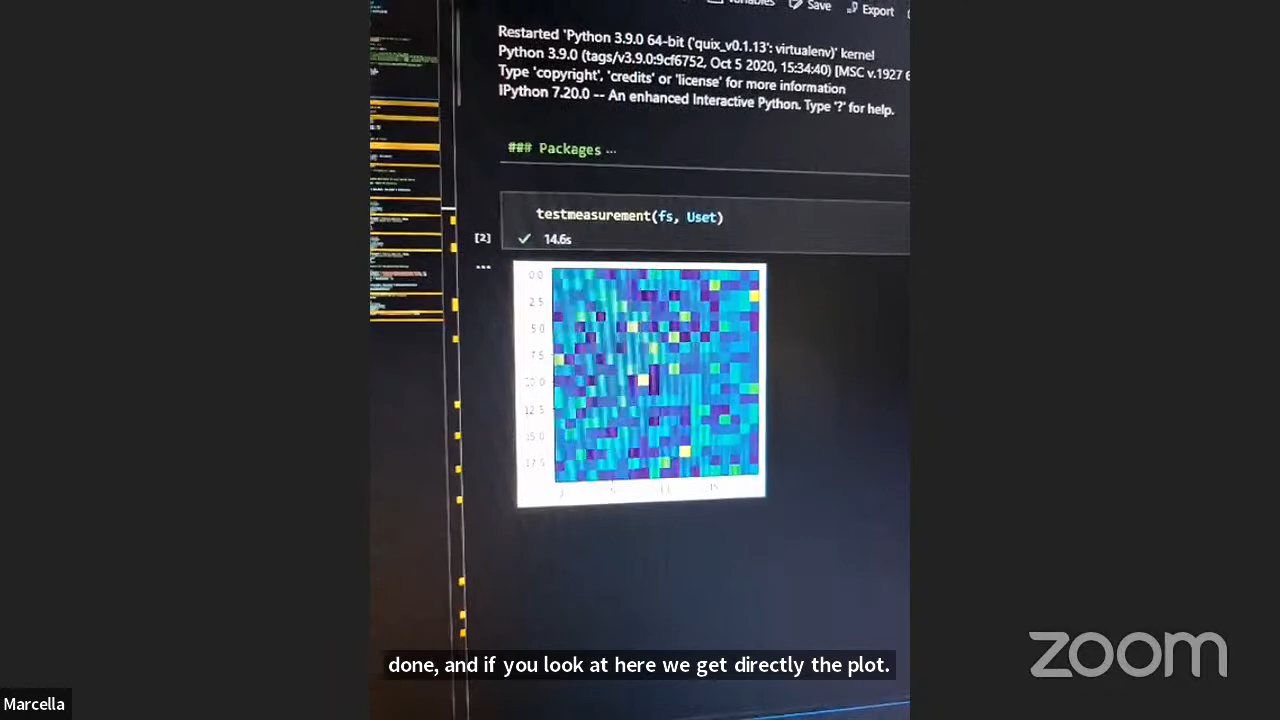 Variables Save Export
Restarted 'Python 3.9.0 64-bit ('quix_v0.1.13': virtualenv)' kernel
Python 3.9.0 (tags/v3.9.0:9cf6752, Oct 5 2020, 15:34:40) [MSC v.1927 6
Type 'copyright', 'credits' or 'license' for more information
IPython 7.20.0 -- An enhanced Interactive Python. Type '?' for help.
### Packages ...
testmeasurement(fs, Uset)
[2] 14.6s
...
0.0
2.5
5.0
7.5
10.0
12.5
15.0
17.5
5 15
done, and if you look at here we get directly the plot.
zoom
Marcella